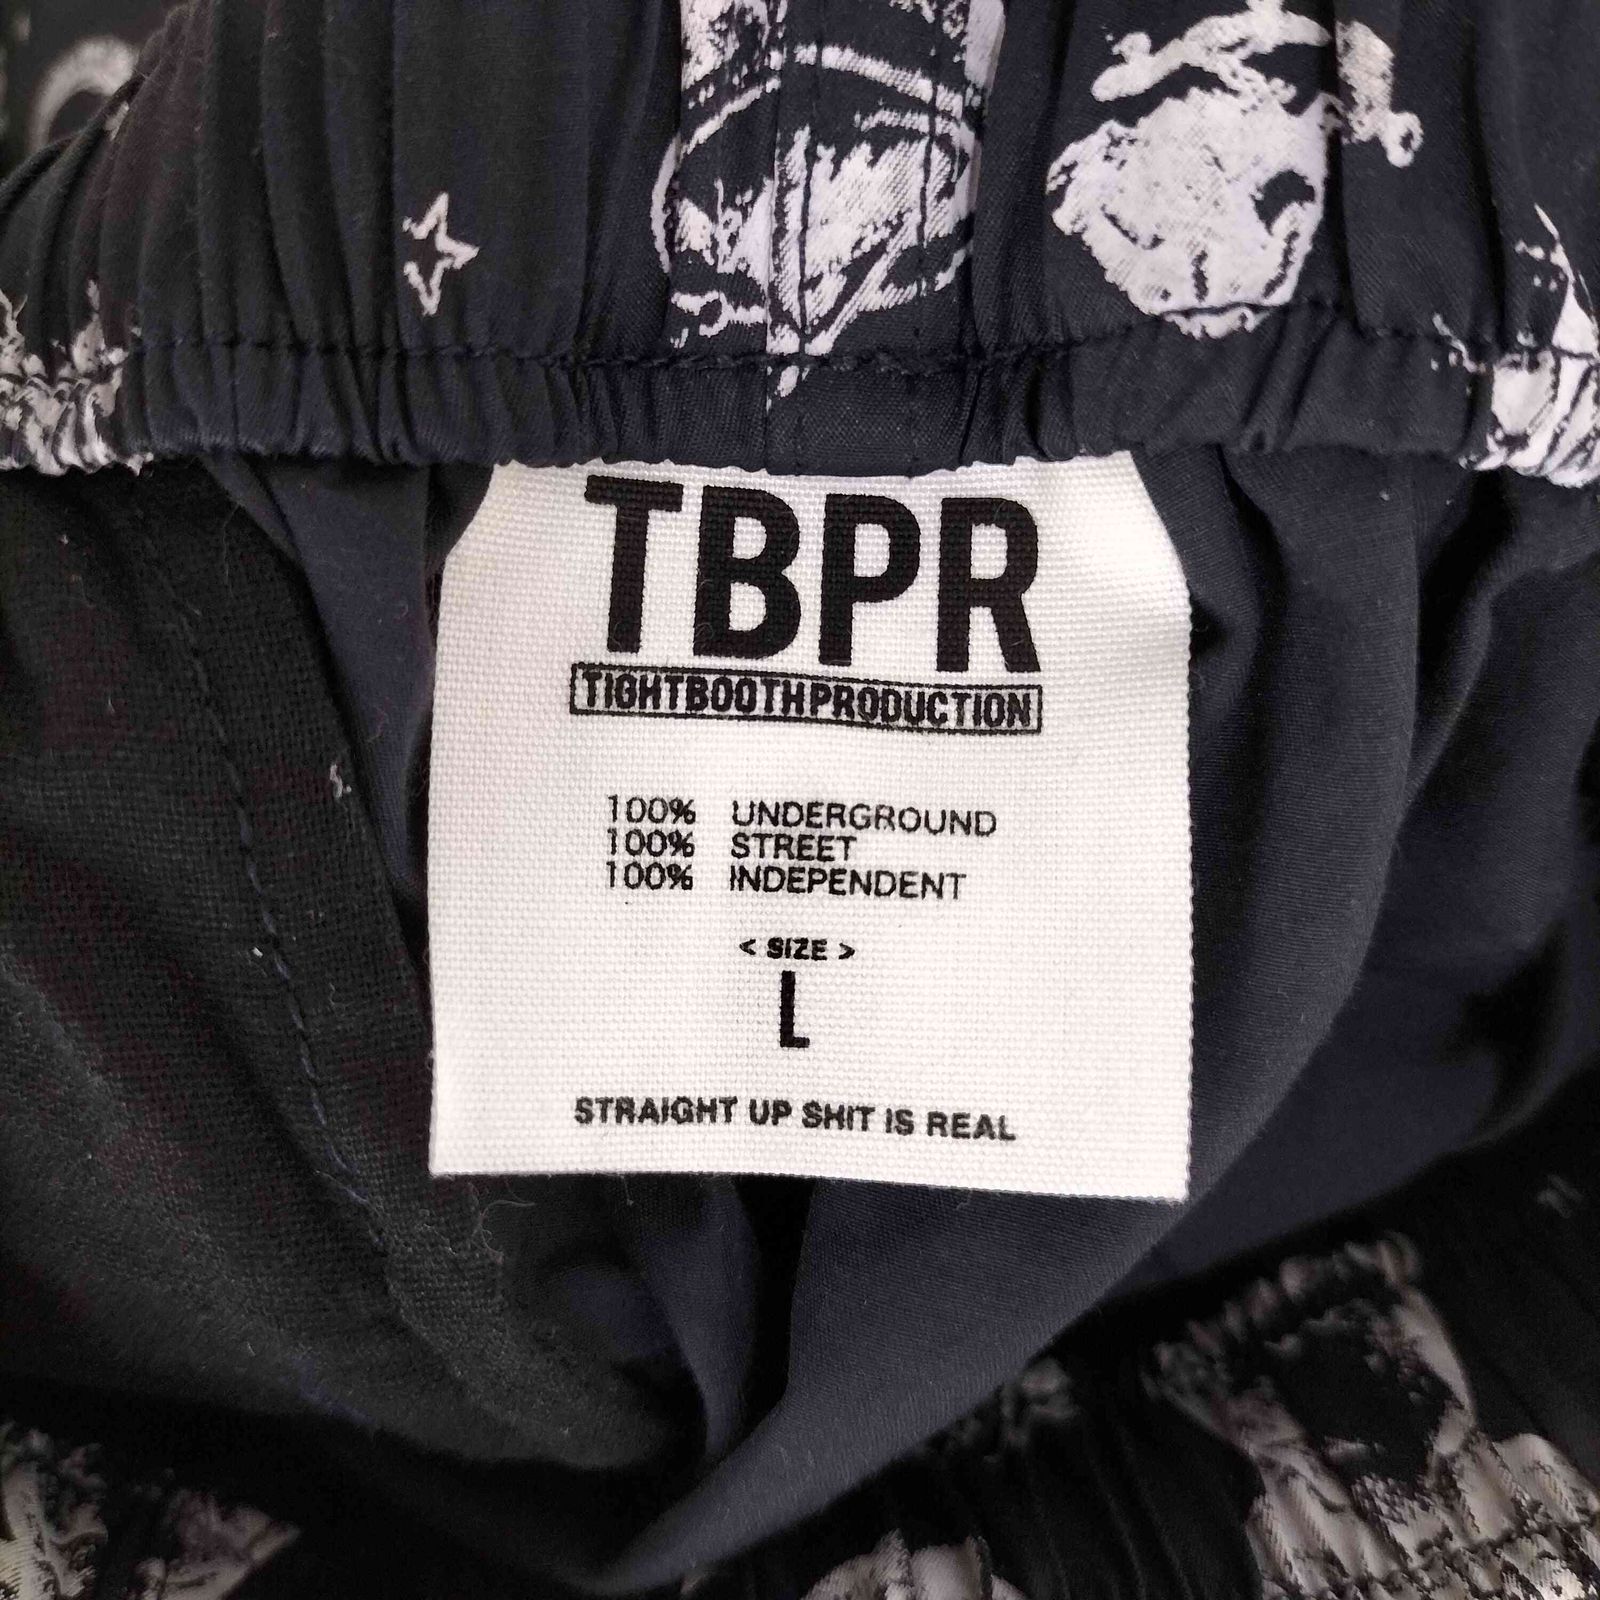 TBPR
TIGHTBOOTHPRODUCTION
100% UNDERGROUND
100% STREET
100% INDEPENDENT
< SIZE >
L
STRAIGHT UP SHIT IS REAL